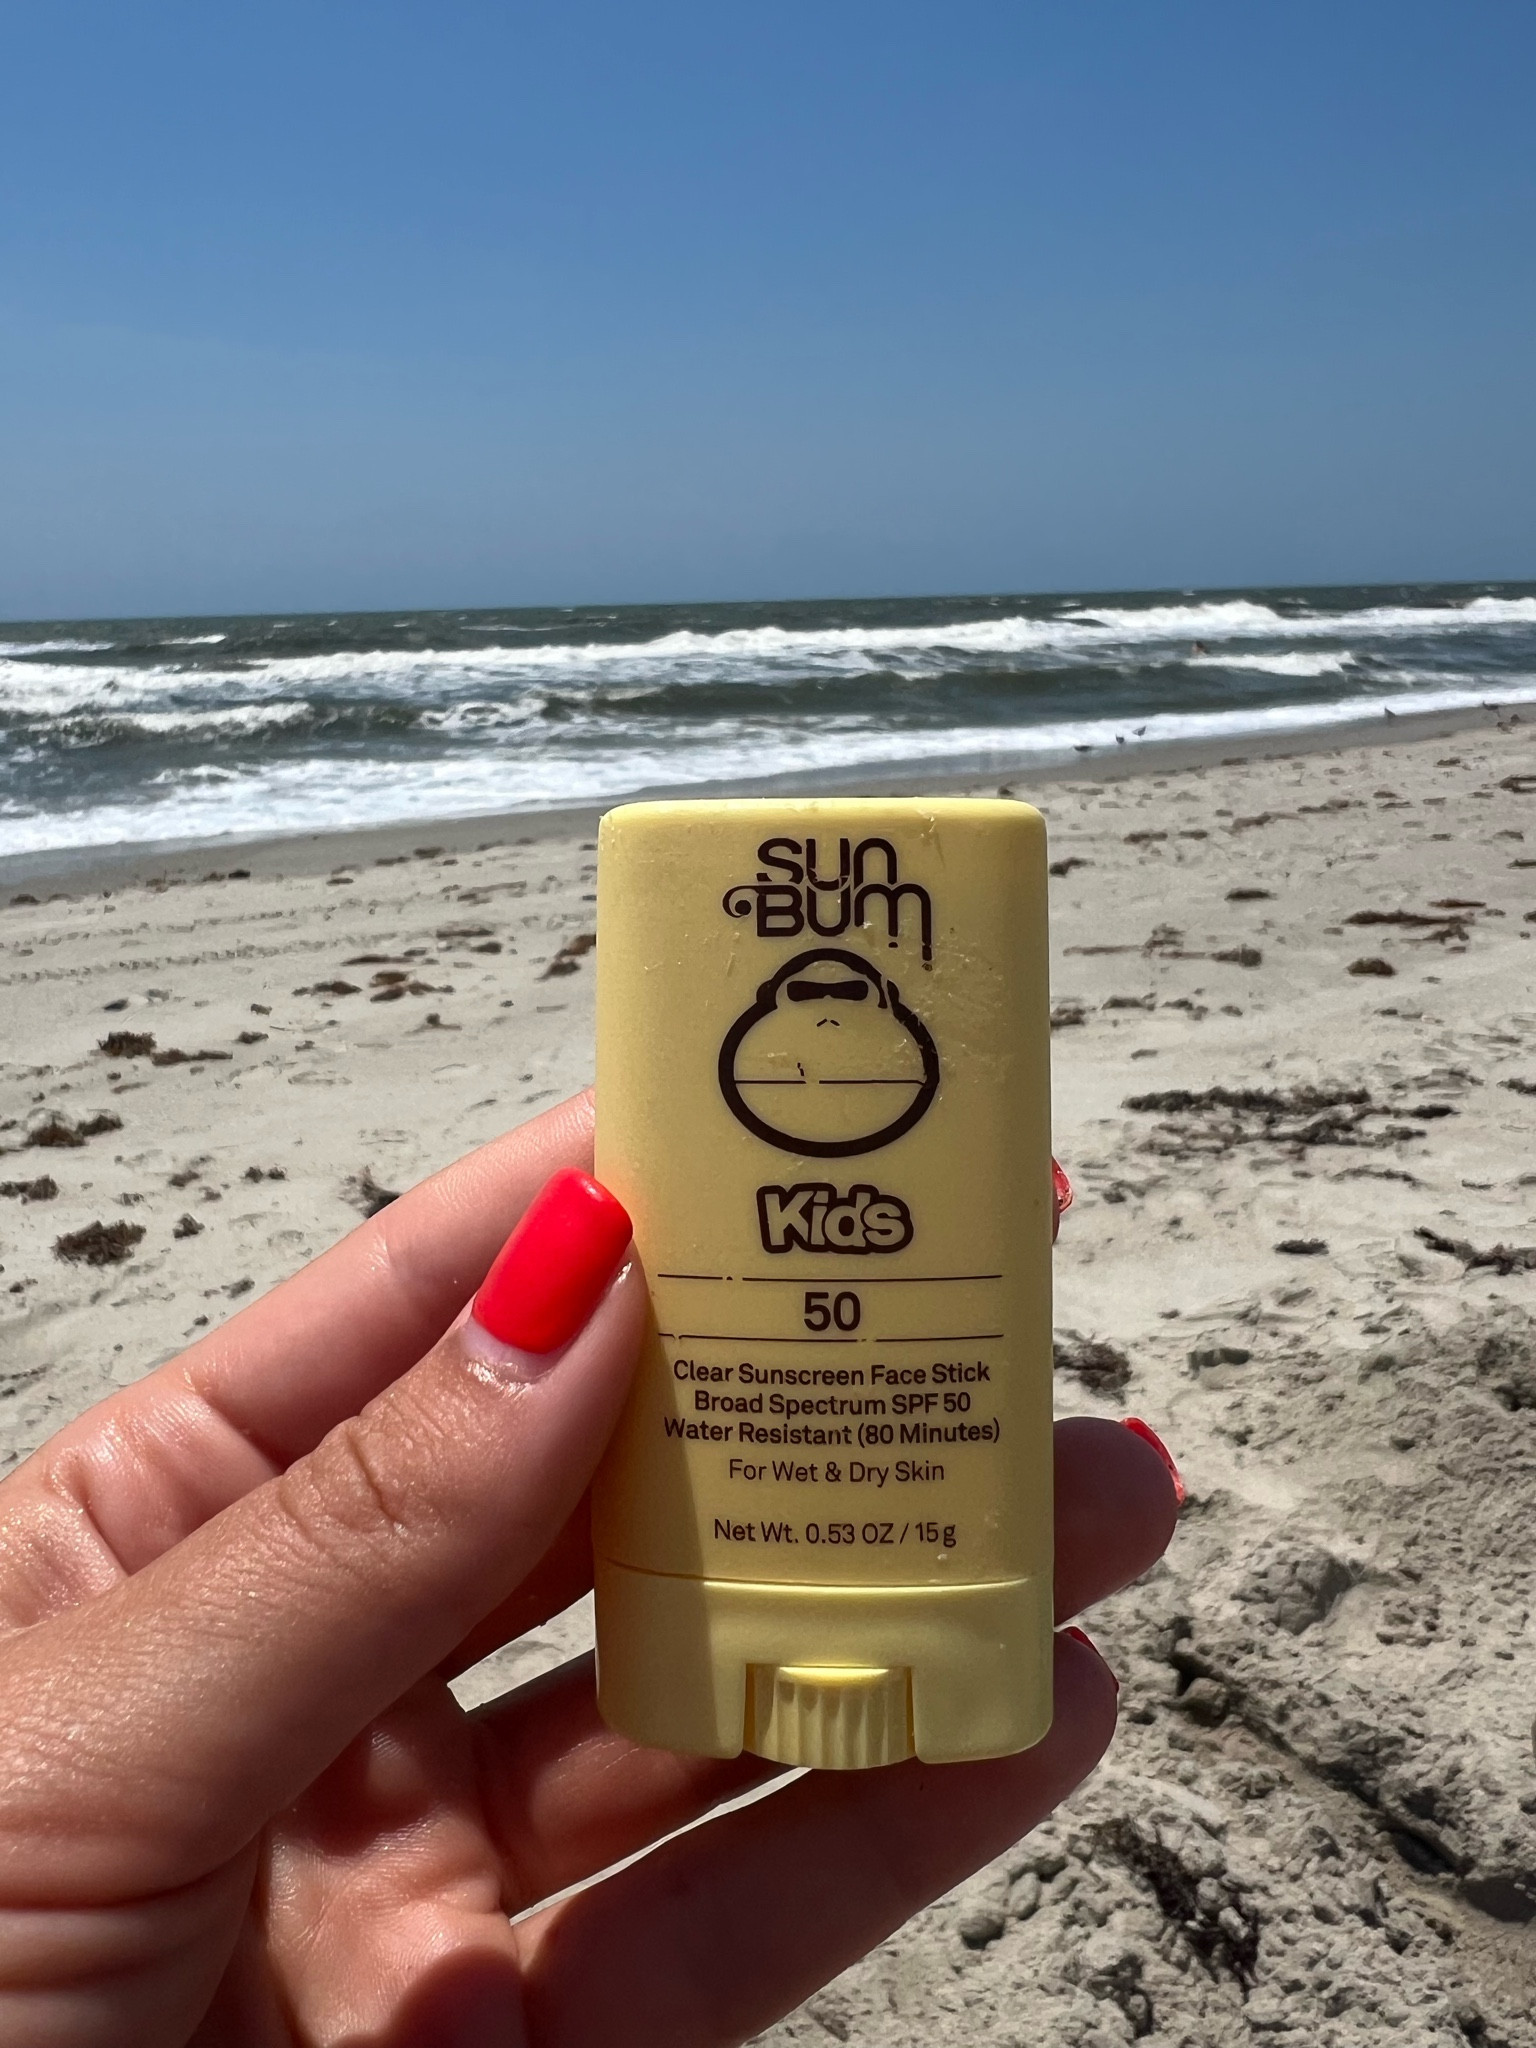 SUN
BUM
Kids
50
Clear Sunscreen Face Stick
Broad Spectrum SPF 50
Water Resistant (80 Minutes)
For Wet & Dry Skin
Net Wt. 0.53 OZ / 15 g